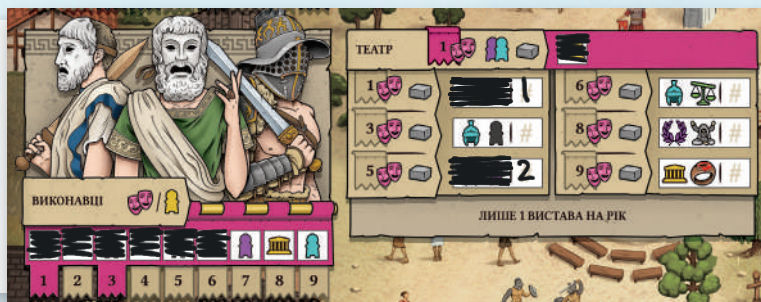 ТЕАТР 1
1 1 # 6 #
3 # 8 #
5 2 # 9 #
ВИКОНАВЦІ /
ЛИШЕ 1 ВИСТАВА НА РІК
1 2 3 4 5 6 7 8 9